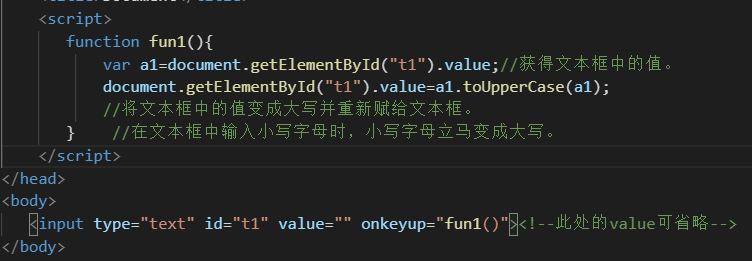 <script>
function fun1(){
var a1=document.getElementById("t1").value;//获得文本框中的值。
document.getElementById("t1").value=a1.toUpperCase(a1);
//将文本框中的值变成大写并重新赋给文本框。
} //在文本框中输入小写字母时，小写字母立马变成大写。
</script>
</head>
<body>
<input type="text" id="t1" value="" onkeyup="fun1()"><!--此处的value可省略-->
</body>